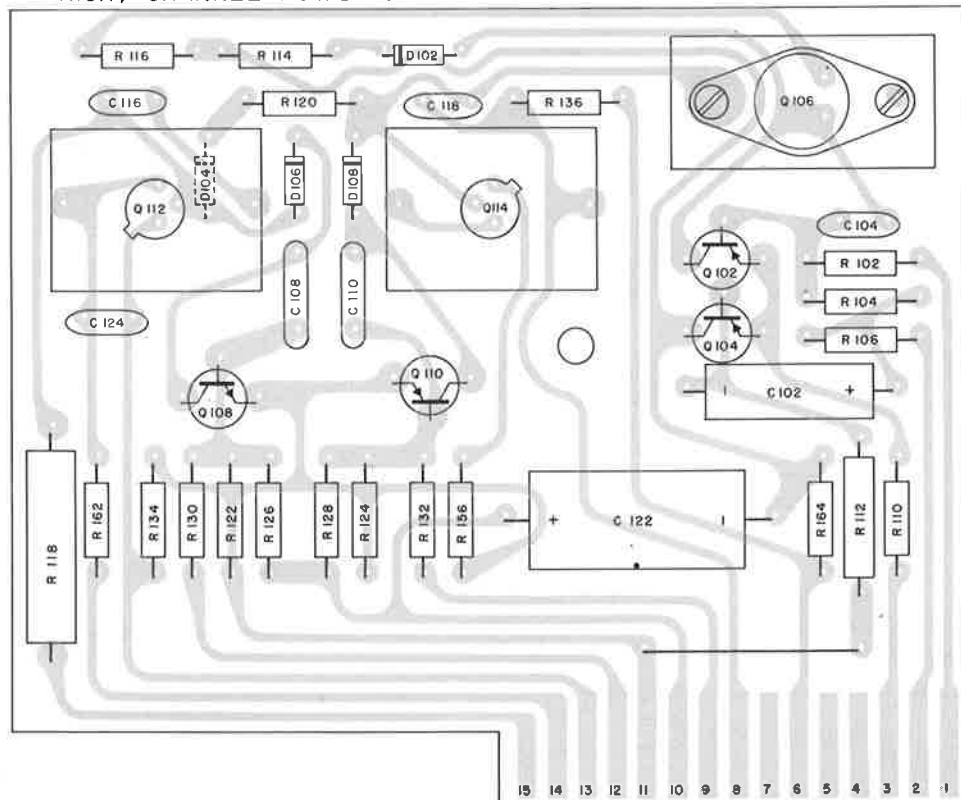 R 116
R 114
D102
C 116
R 120
C 118
R 136
Q 106
D104
D106
D108
Q 112
Q114
C 104
R 102
Q 102
C 108
C 110
R 104
C 124
R 106
Q 104
Q 110
- C 102 +
Q 108
R 118
R 162
R 134
R 130
R 122
R 126
R 128
R 124
R 132
R 156
+ C 122 -
R 164
R 112
R 110
15 14 13 12 11 10 9 8 7 6 5 4 3 2 1